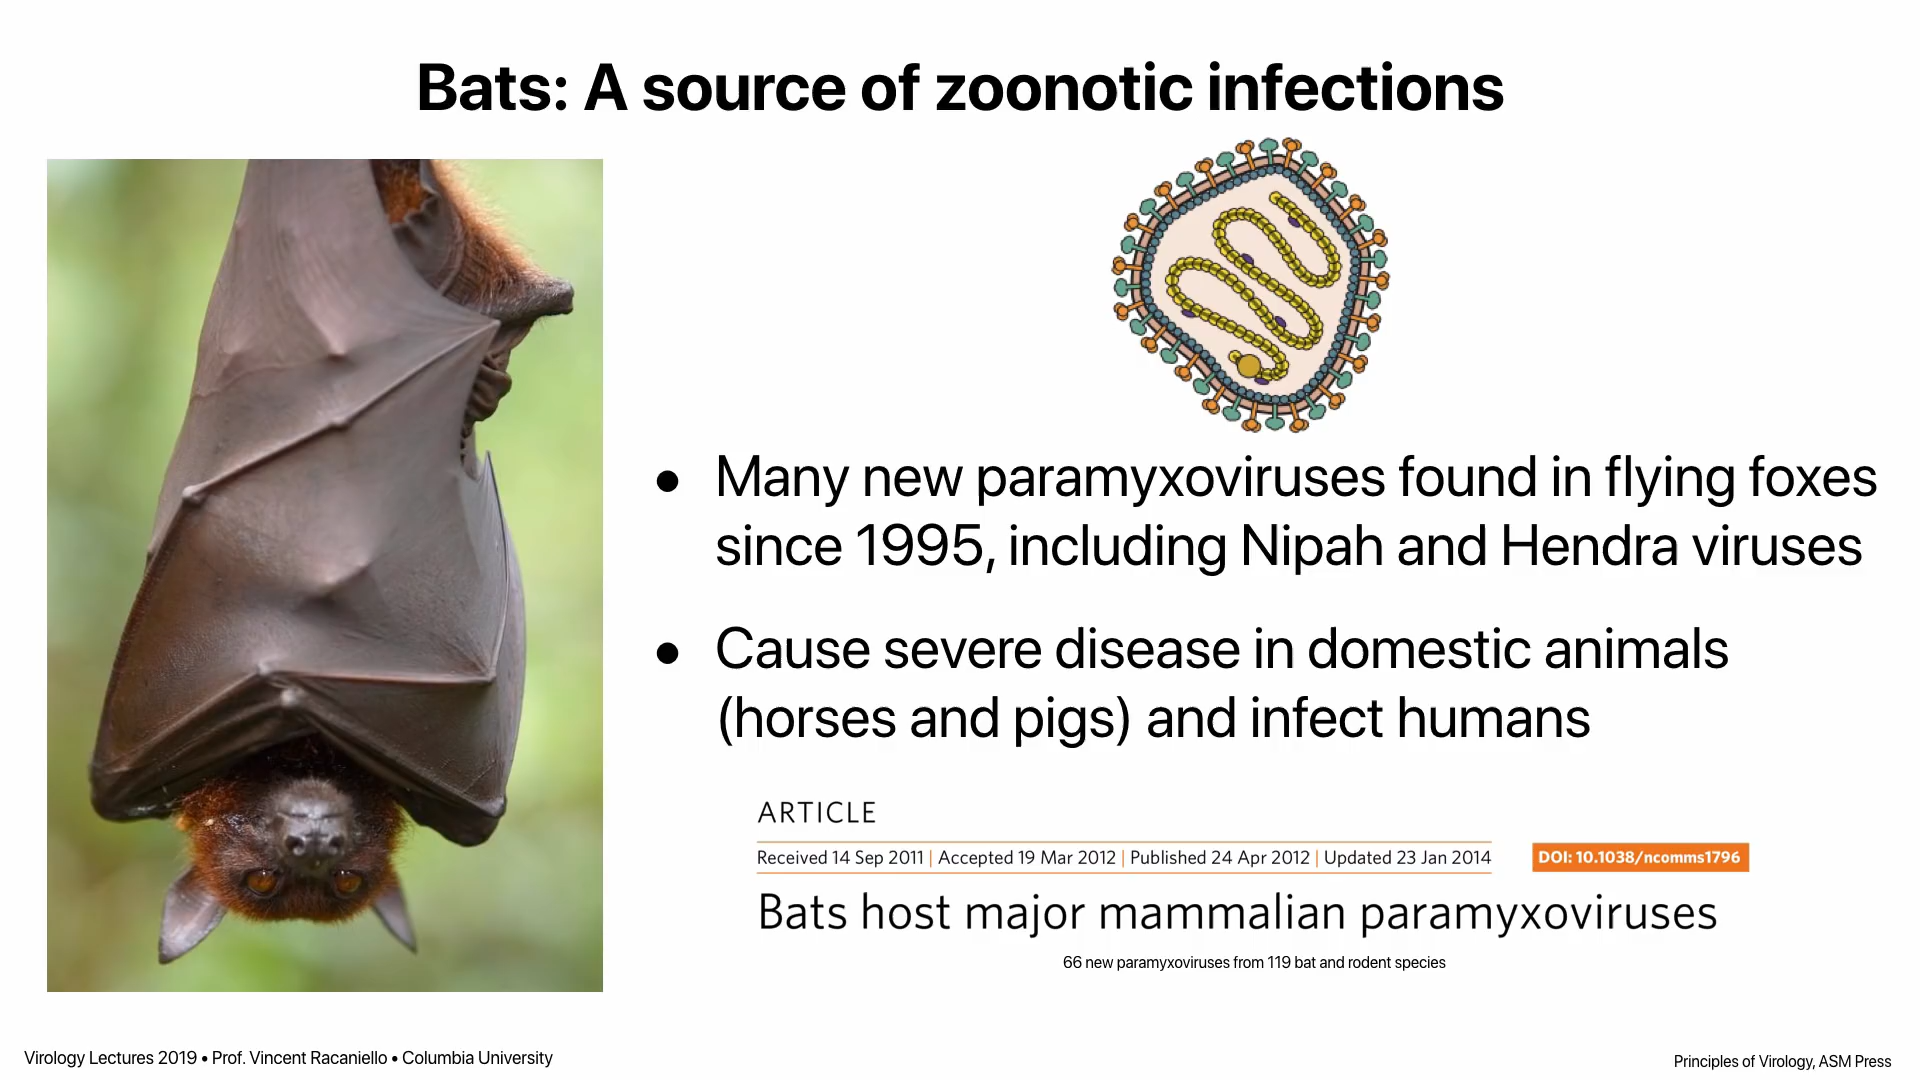 Bats: A source of zoonotic infections
• Many new paramyxoviruses found in flying foxes
since 1995, including Nipah and Hendra viruses
• Cause severe disease in domestic animals
(horses and pigs) and infect humans
ARTICLE
Received 14 Sep 2011 | Accepted 19 Mar 2012 | Published 24 Apr 2012 | Updated 23 Jan 2014
DOI: 10.1038/ncomms1796
Bats host major mammalian paramyxoviruses
66 new paramyxoviruses from 119 bat and rodent species
Virology Lectures 2019 • Prof. Vincent Racaniello • Columbia University
Principles of Virology, ASM Press